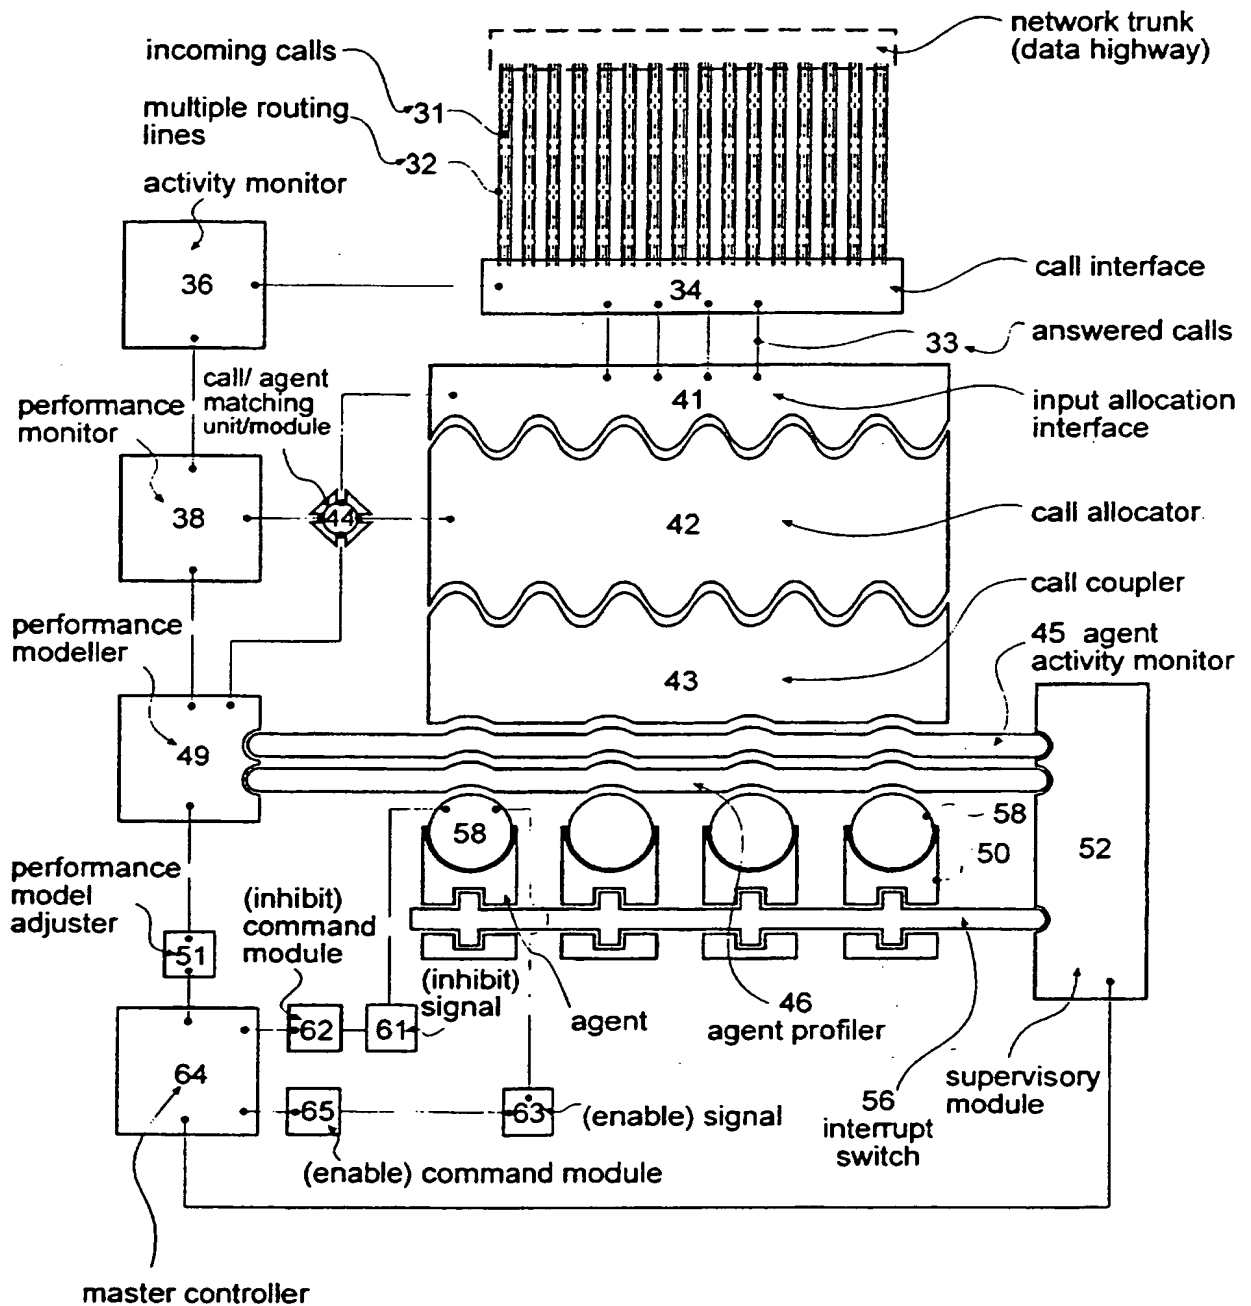 network trunk
(data highway)
incoming calls
31
multiple routing
lines
32
activity monitor
36
34
call interface
33
answered calls
call/ agent
matching
unit/module
41
input allocation
interface
performance
monitor
38
44
42
call allocator
call coupler
performance
modeller
45 agent
activity monitor
43
49
58
58
50
52
performance
model
adjuster
(inhibit)
command
module
51
(inhibit)
signal
62
61
agent
46
agent profiler
64
65
63
(enable) signal
56
interrupt
switch
supervisory
module
(enable) command module
master controller